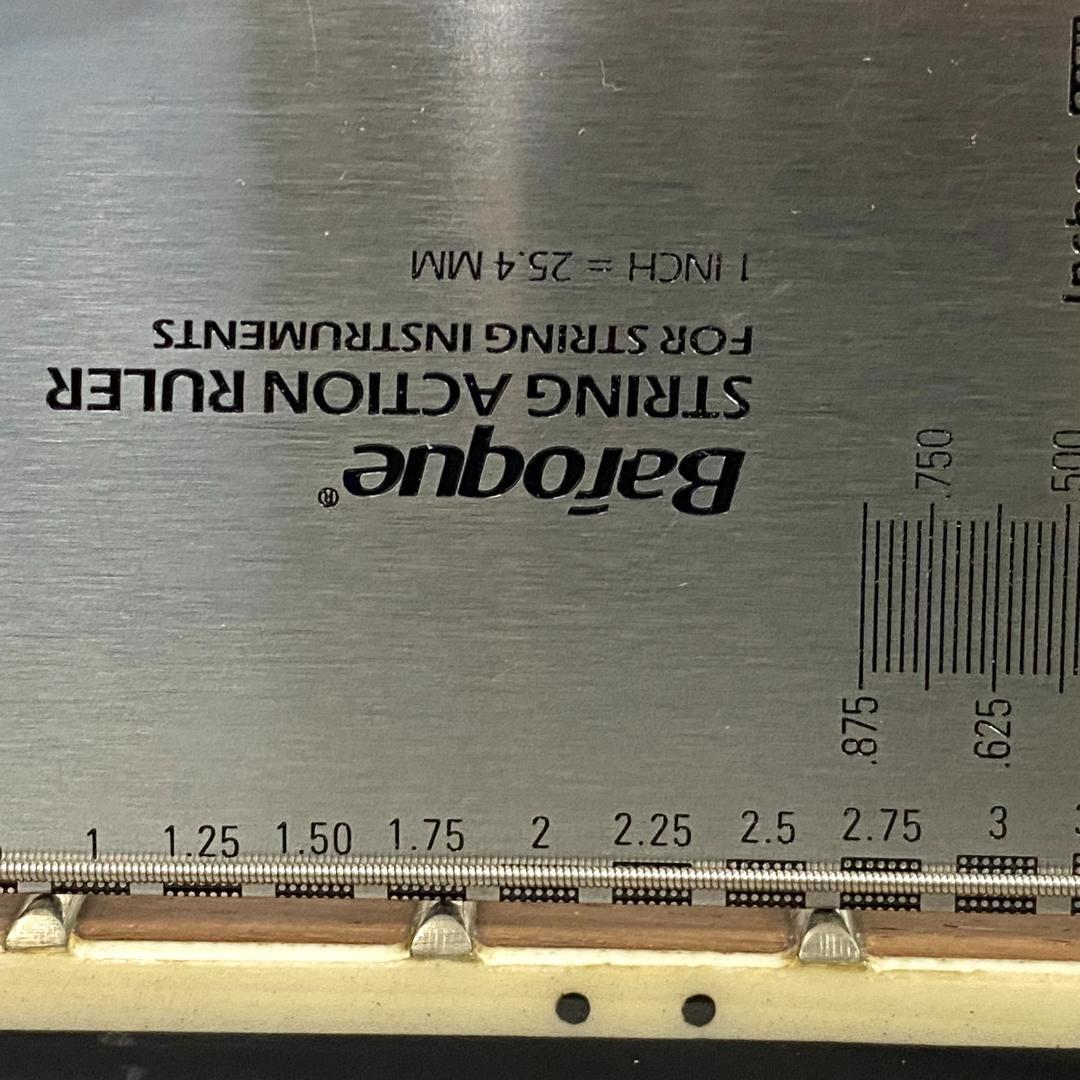 Baroque®
STRING ACTION RULER
FOR STRING INSTRUMENTS
1 INCH = 25.4 MM
.750
.500
.875
.625
1 1.25 1.50 1.75 2 2.25 2.5 2.75 3